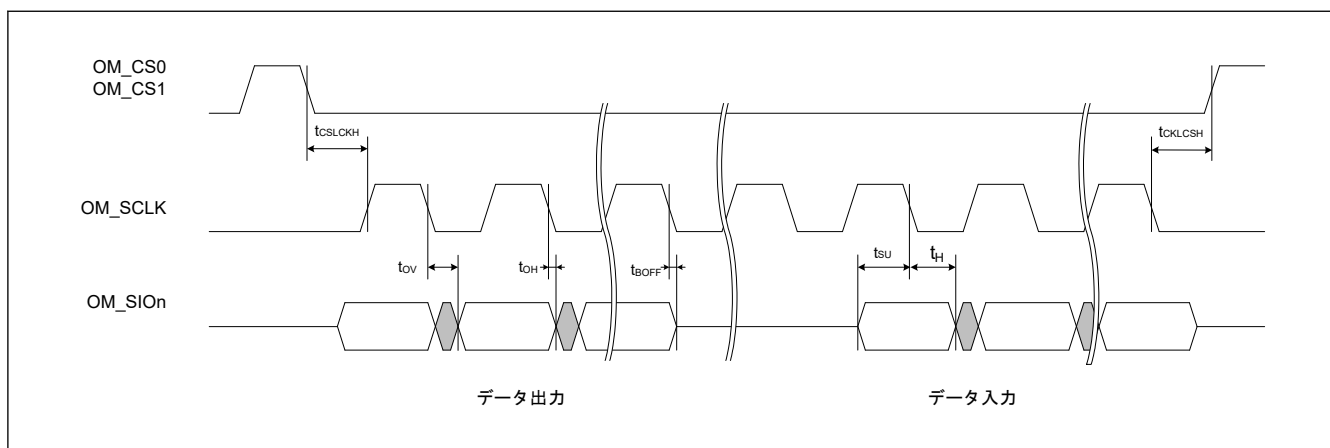 OM_CS0
OM_CS1
tCSLCKH
tCKLCSH
OM_SCLK
tOV
tOH
tBOFF
tSU
tH
OM_SIOn
データ出力
データ入力